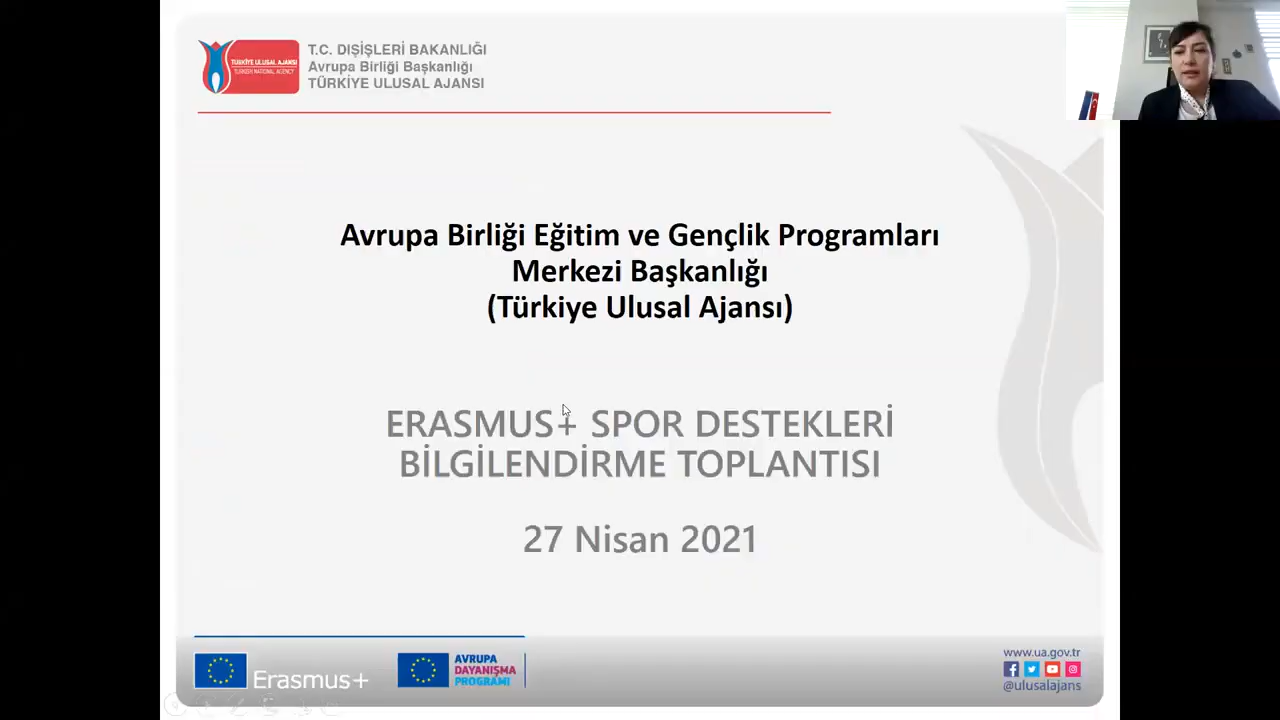 TÜRKİYE ULUSAL AJANSI
TURKISH NATIONAL AGENCY
T.C. DIŞİŞLERİ BAKANLIĞI
Avrupa Birliği Başkanlığı
TÜRKİYE ULUSAL AJANSI
Avrupa Birliği Eğitim ve Gençlik Programları
Merkezi Başkanlığı
(Türkiye Ulusal Ajansı)
ERASMUS+ SPOR DESTEKLERİ
BİLGİLENDİRME TOPLANTISI
27 Nisan 2021
Erasmus+
AVRUPA
DAYANIŞMA
PROGRAMI
www.ua.gov.tr
@ulusalajans